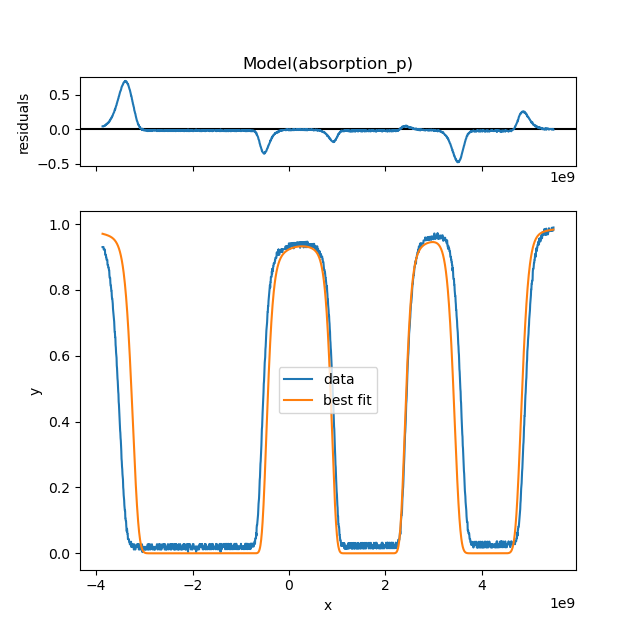 Model(absorption_p)
residuals
0.5
0.0
−0.5
1e9
1.0
0.8
0.6
0.4
0.2
0.0
y
data
best fit
−4
−2
0
2
4
x
1e9